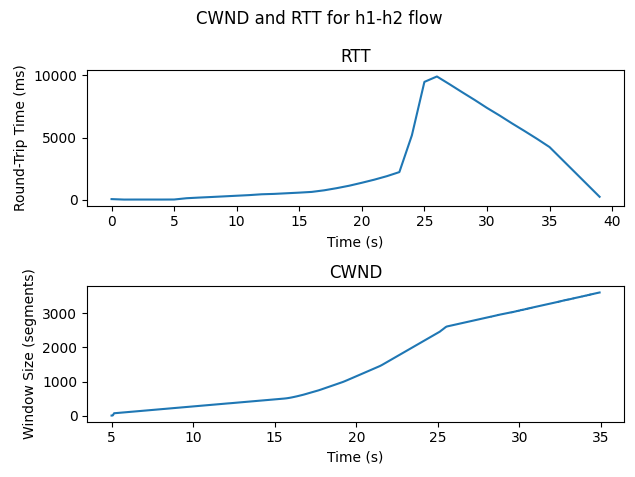 CWND and RTT for h1-h2 flow
RTT
Round-Trip Time (ms)
10000
5000
0
0 5 10 15 20 25 30 35 40
Time (s)
CWND
Window Size (segments)
3000
2000
1000
0
5 10 15 20 25 30 35
Time (s)